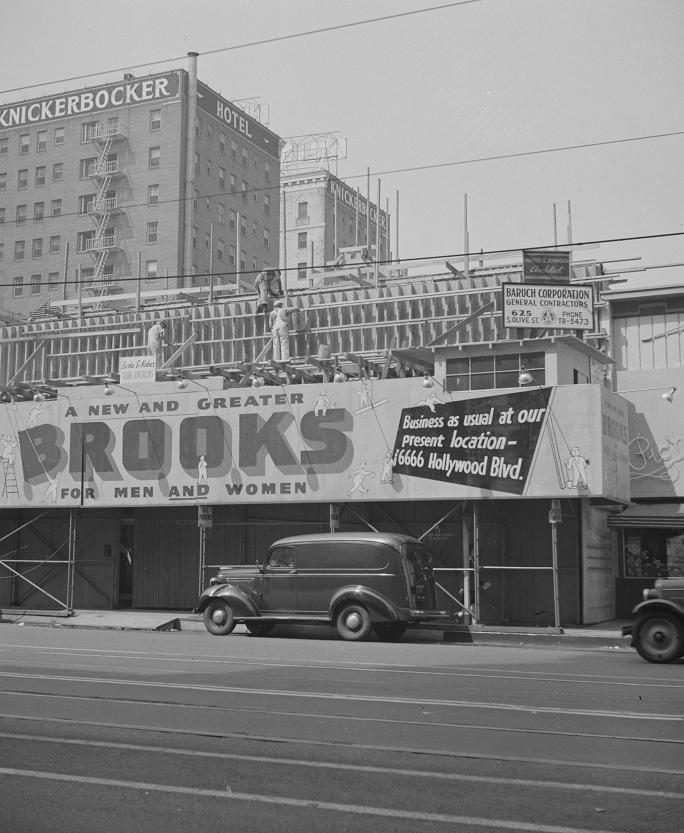 KNICKERBOCKER
HOTEL
KNICKERBOCKER
Architect
BARUCH CORPORATION
GENERAL CONTRACTORS
625
S. OLIVE ST.
PHONE
TR-5473
A NEW AND GREATER
BROOKS
FOR MEN AND WOMEN
Business as usual at our
Present location-
6666 Hollywood Blvd.
BROOKS